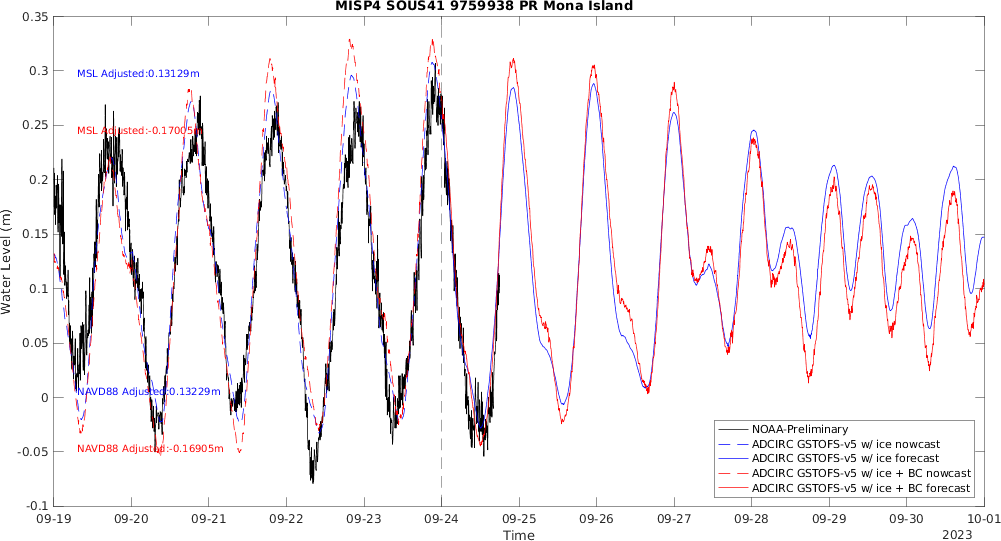 MISP4 SOUS41 9759938 PR Mona Island
0.35
0.3
0.25
0.2
0.15
0.1
0.05
0
-0.05
-0.1
Water Level (m)
MSL Adjusted:0.13129m
MSL Adjusted:-0.17005m
NAVD88 Adjusted:0.13229m
NAVD88 Adjusted:-0.16905m
NOAA-Preliminary
ADCIRC GSTOFS-v5 w/ ice nowcast
ADCIRC GSTOFS-v5 w/ ice forecast
ADCIRC GSTOFS-v5 w/ ice + BC nowcast
ADCIRC GSTOFS-v5 w/ ice + BC forecast
09-19 09-20 09-21 09-22 09-23 09-24 09-25 09-26 09-27 09-28 09-29 09-30 10-01
Time
2023